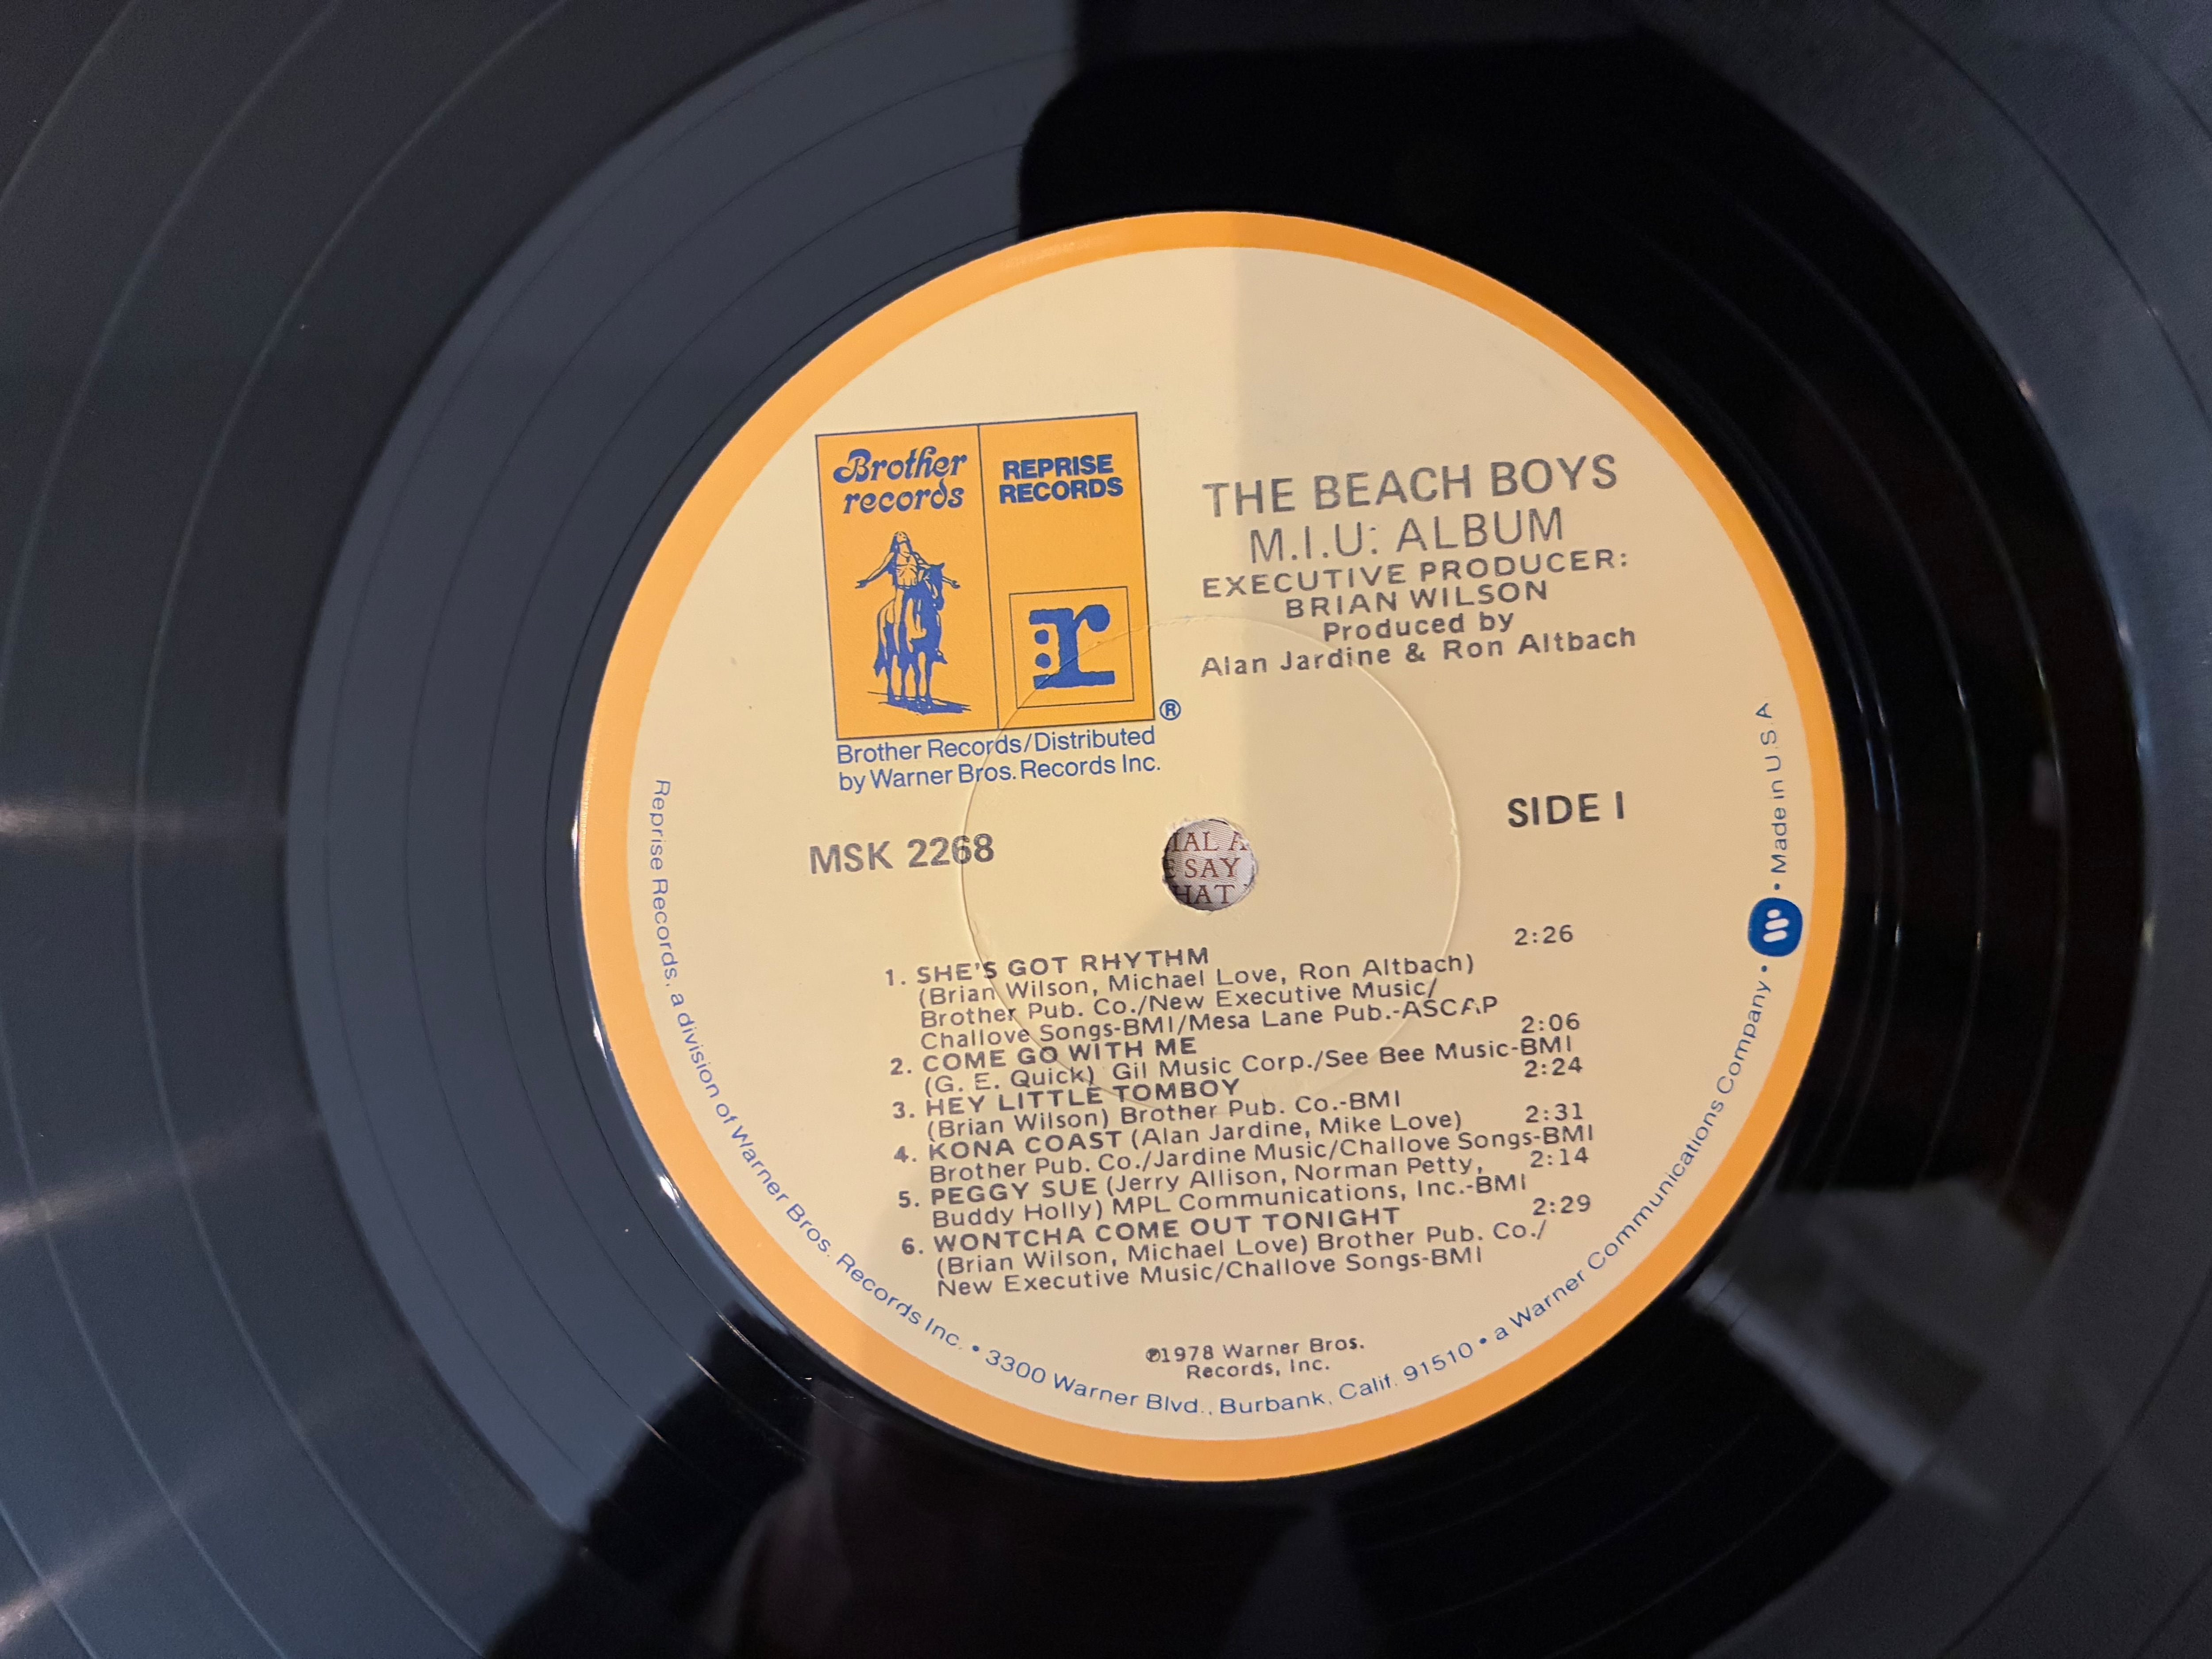 Brother
records
REPRISE
RECORDS
r
®
Brother Records/Distributed
by Warner Bros. Records Inc.
THE BEACH BOYS
M.I.U. ALBUM
EXECUTIVE PRODUCER:
BRIAN WILSON
Produced by
Alan Jardine & Ron Altbach
MSK 2268
SIDE I
IAL A
E SAY
HAT
1. SHE'S GOT RHYTHM 2:26
(Brian Wilson, Michael Love, Ron Altbach)
Brother Pub. Co./New Executive Music/
Challove Songs-BMI/Mesa Lane Pub.-ASCAP
2. COME GO WITH ME 2:06
(G. E. Quick) Gil Music Corp./See Bee Music-BMI
3. HEY LITTLE TOMBOY 2:24
(Brian Wilson) Brother Pub. Co.-BMI
4. KONA COAST (Alan Jardine, Mike Love) 2:31
Brother Pub. Co./Jardine Music/Challove Songs-BMI
5. PEGGY SUE (Jerry Allison, Norman Petty, 2:14
Buddy Holly) MPL Communications, Inc.-BMI
6. WONTCHA COME OUT TONIGHT 2:29
(Brian Wilson, Michael Love) Brother Pub. Co./
New Executive Music/Challove Songs-BMI
℗1978 Warner Bros.
Records, Inc.
Reprise Records, a division of Warner Bros. Records Inc. • 3300 Warner Blvd., Burbank, Calif. 91510 • a Warner Communications Company • W • Made in U.S.A.